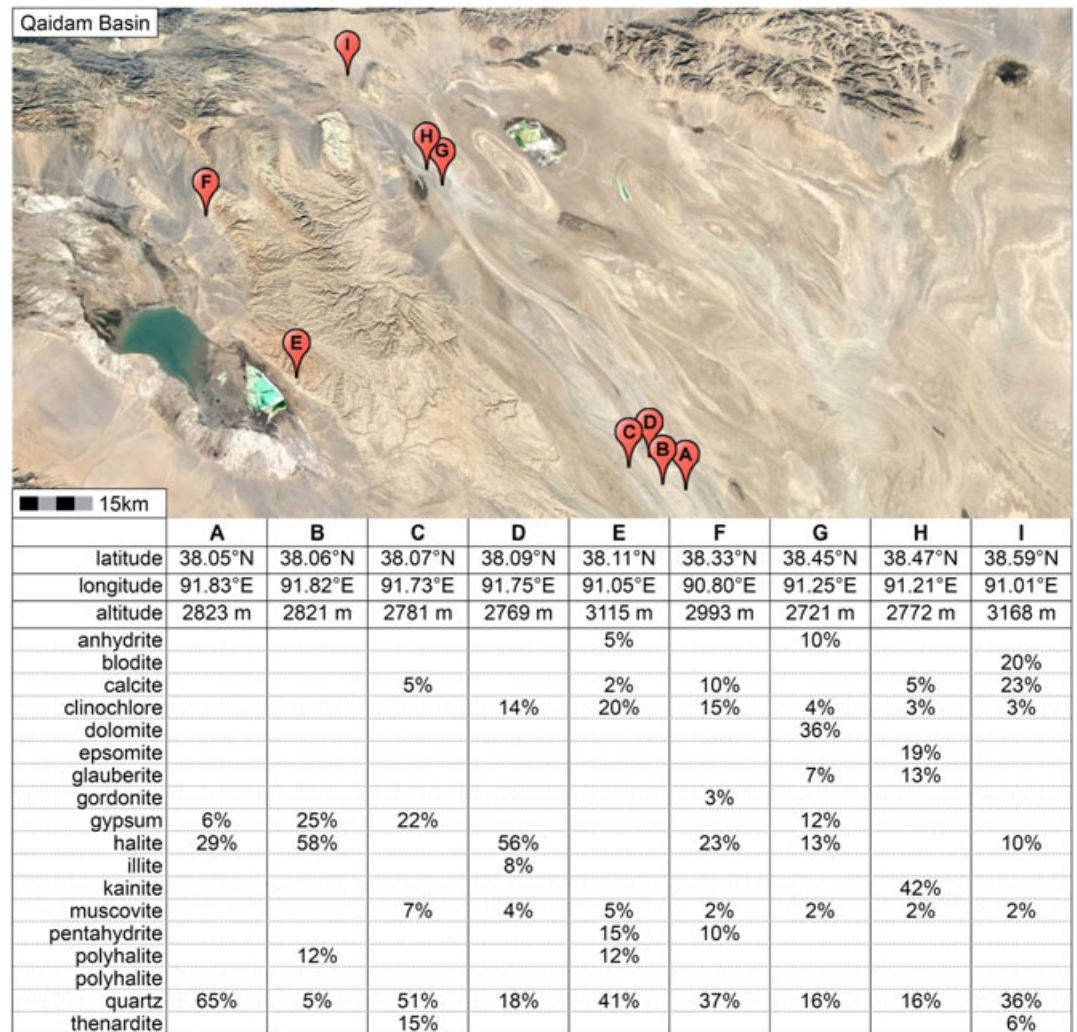 Qaidam Basin
I
H
G
F
E
D
C
B
A
15km
A B C D E F G H I
latitude 38.05°N 38.06°N 38.07°N 38.09°N 38.11°N 38.33°N 38.45°N 38.47°N 38.59°N
longitude 91.83°E 91.82°E 91.73°E 91.75°E 91.05°E 90.80°E 91.25°E 91.21°E 91.01°E
altitude 2823 m 2821 m 2781 m 2769 m 3115 m 2993 m 2721 m 2772 m 3168 m
anhydrite 5% 10%
blodite 20%
calcite 5% 2% 10% 5% 23%
clinochlore 14% 20% 15% 4% 3% 3%
dolomite 36%
epsomite 19%
glauberite 7% 13%
gordonite 3%
gypsum 6% 25% 22% 12%
halite 29% 58% 56% 23% 13% 10%
illite 8%
kainite 42%
muscovite 7% 4% 5% 2% 2% 2% 2%
pentahydrite 15% 10%
polyhalite 12% 12%
polyhalite
quartz 65% 5% 51% 18% 41% 37% 16% 16% 36%
thenardite 15% 6%